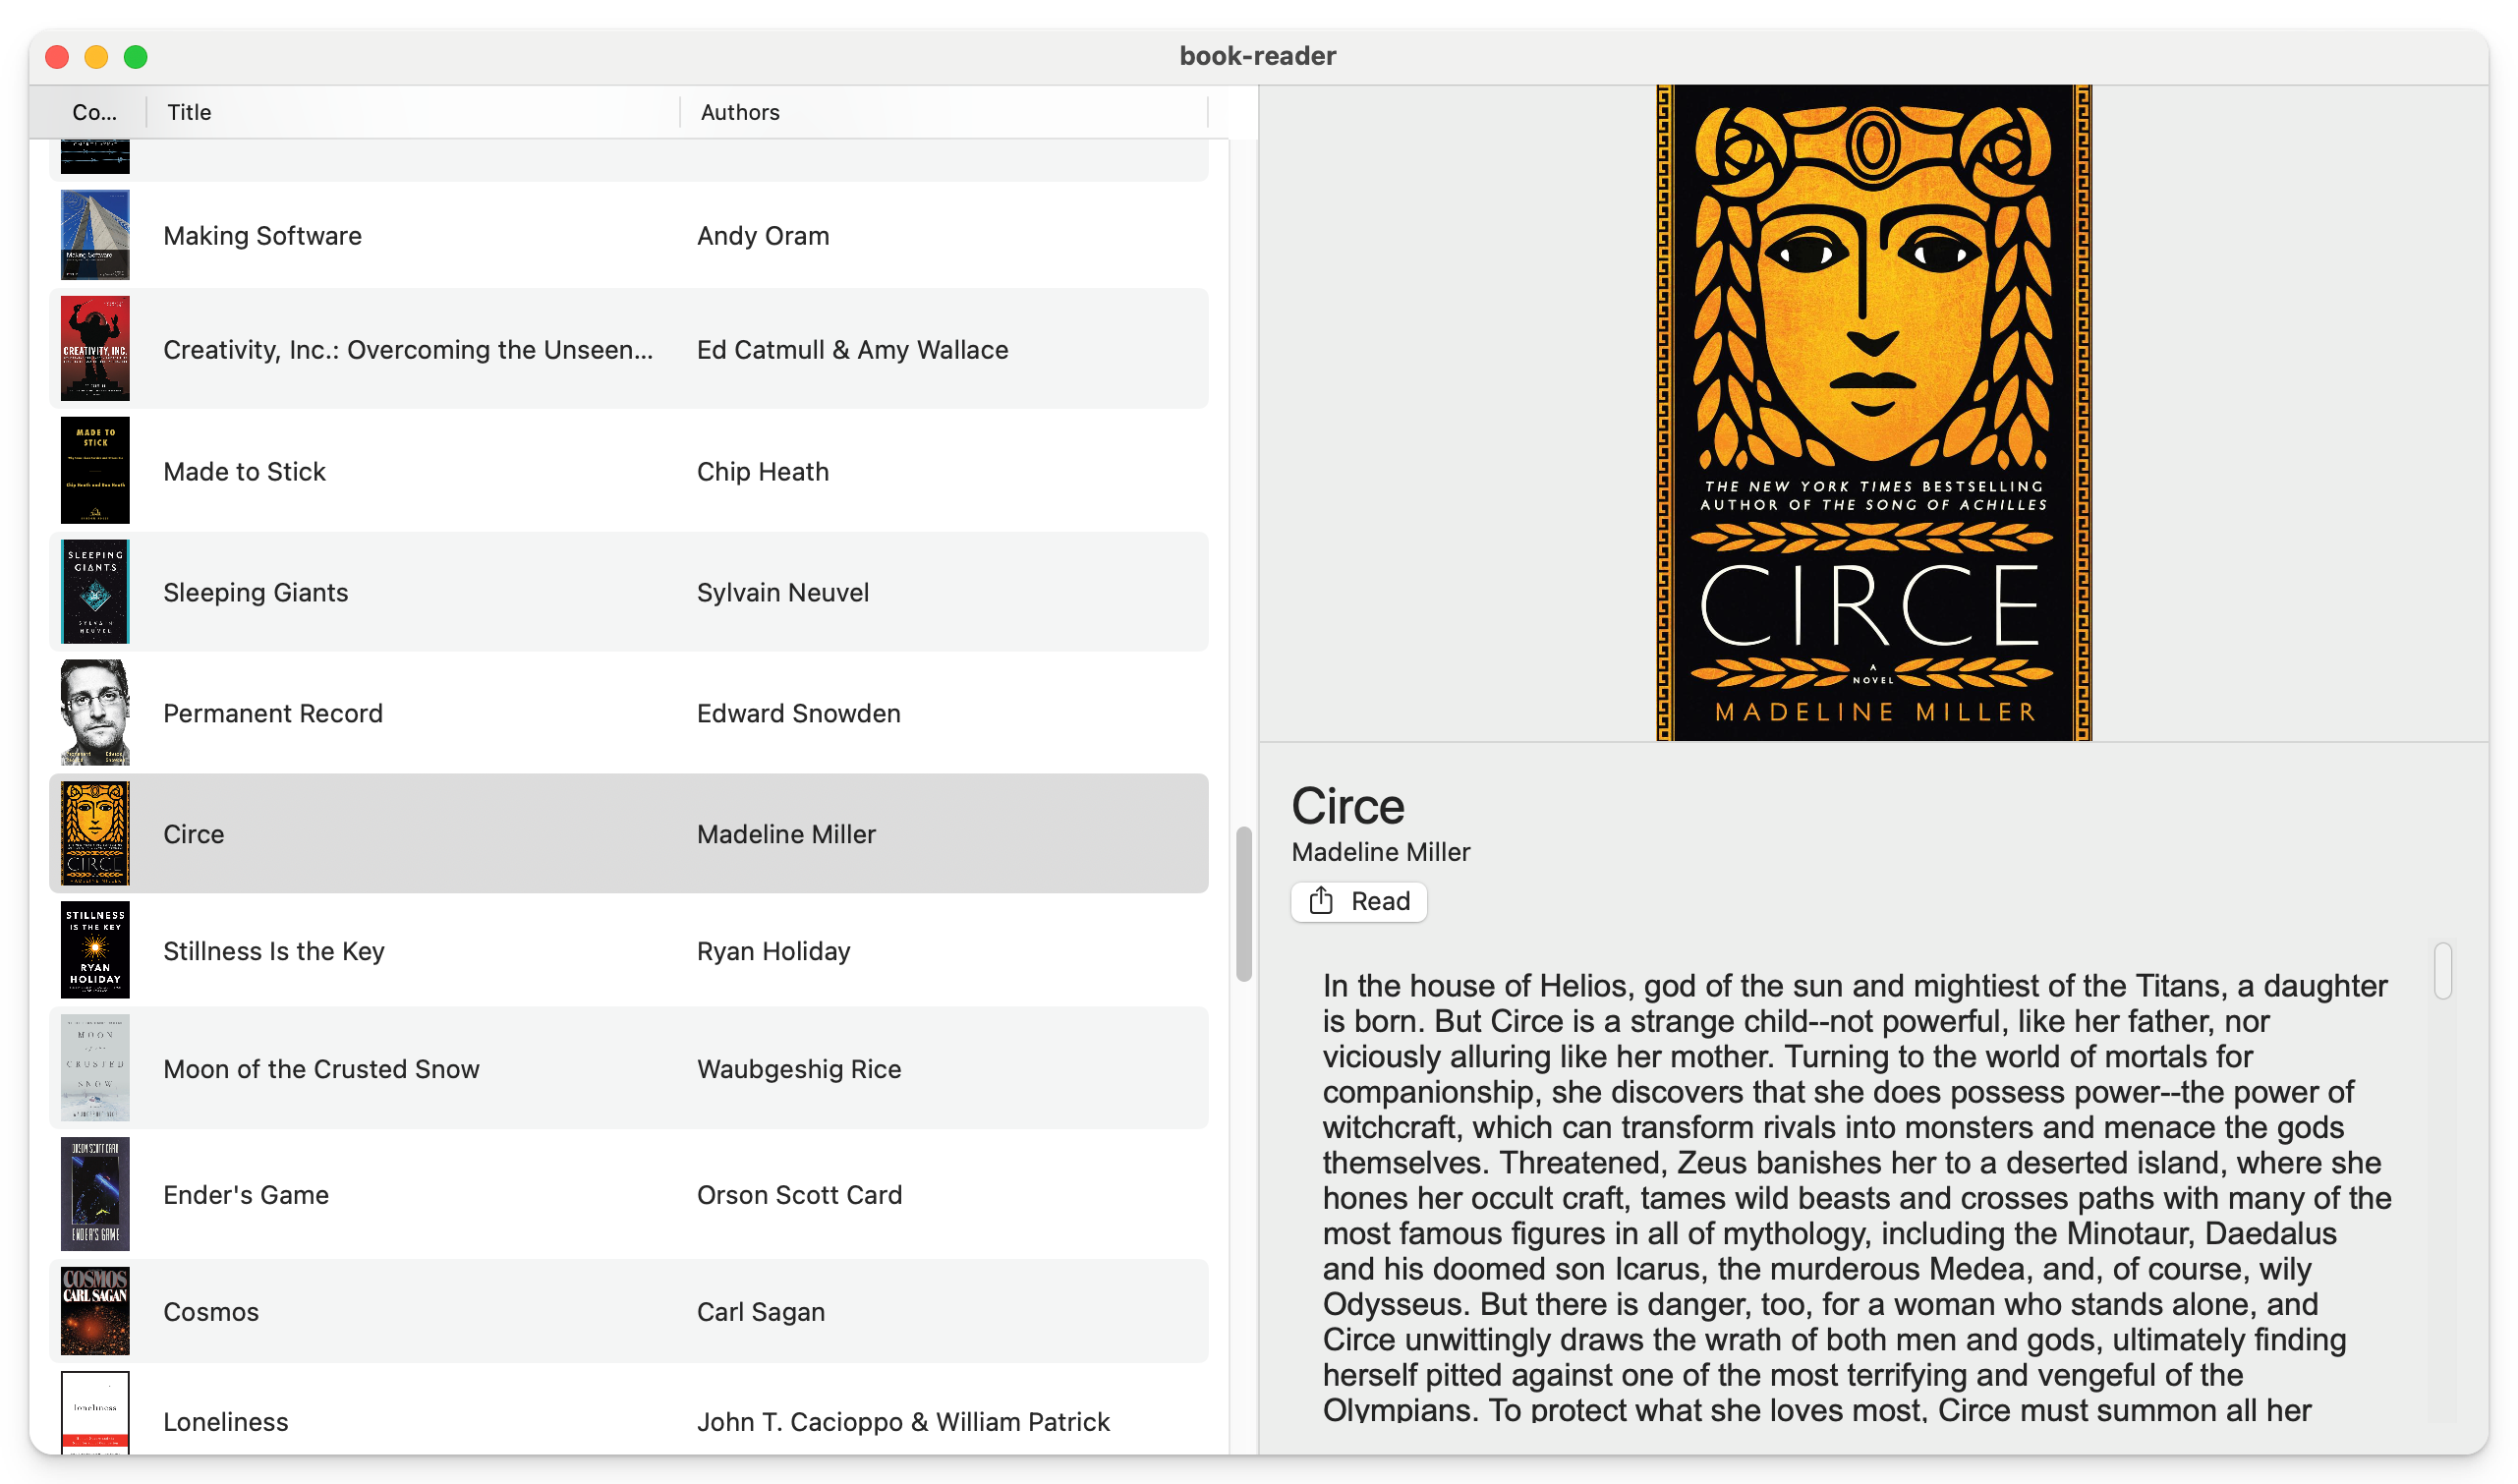 book-reader
Co...
Title
Authors
Making Software
Making Software
Andy Oram
CREATIVITY, INC.
Creativity, Inc.: Overcoming the Unseen...
Ed Catmull & Amy Wallace
MADE TO
STICK
Chip Heath and Dan Heath
Made to Stick
Chip Heath
SLEEPING
GIANTS
SYLVAIN
NEUVEL
Sleeping Giants
Sylvain Neuvel
Permanent Record
Edward Snowden
CIRCE
Circe
Madeline Miller
STILLNESS
IS THE KEY
RYAN
HOLIDAY
Stillness Is the Key
Ryan Holiday
MOON
of the
CRUSTED
SNOW
Moon of the Crusted Snow
Waubgeshig Rice
ORSON SCOTT CARD
ENDER'S GAME
Ender's Game
Orson Scott Card
COSMOS
CARL SAGAN
Cosmos
Carl Sagan
loneliness
Loneliness
John T. Cacioppo & William Patrick
THE NEW YORK TIMES BESTSELLING
AUTHOR OF THE SONG OF ACHILLES
CIRCE
A
NOVEL
MADELINE MILLER
Circe
Madeline Miller
Read
In the house of Helios, god of the sun and mightiest of the Titans, a daughter
is born. But Circe is a strange child--not powerful, like her father, nor
viciously alluring like her mother. Turning to the world of mortals for
companionship, she discovers that she does possess power--the power of
witchcraft, which can transform rivals into monsters and menace the gods
themselves. Threatened, Zeus banishes her to a deserted island, where she
hones her occult craft, tames wild beasts and crosses paths with many of the
most famous figures in all of mythology, including the Minotaur, Daedalus
and his doomed son Icarus, the murderous Medea, and, of course, wily
Odysseus. But there is danger, too, for a woman who stands alone, and
Circe unwittingly draws the wrath of both men and gods, ultimately finding
herself pitted against one of the most terrifying and vengeful of the
Olympians. To protect what she loves most, Circe must summon all her